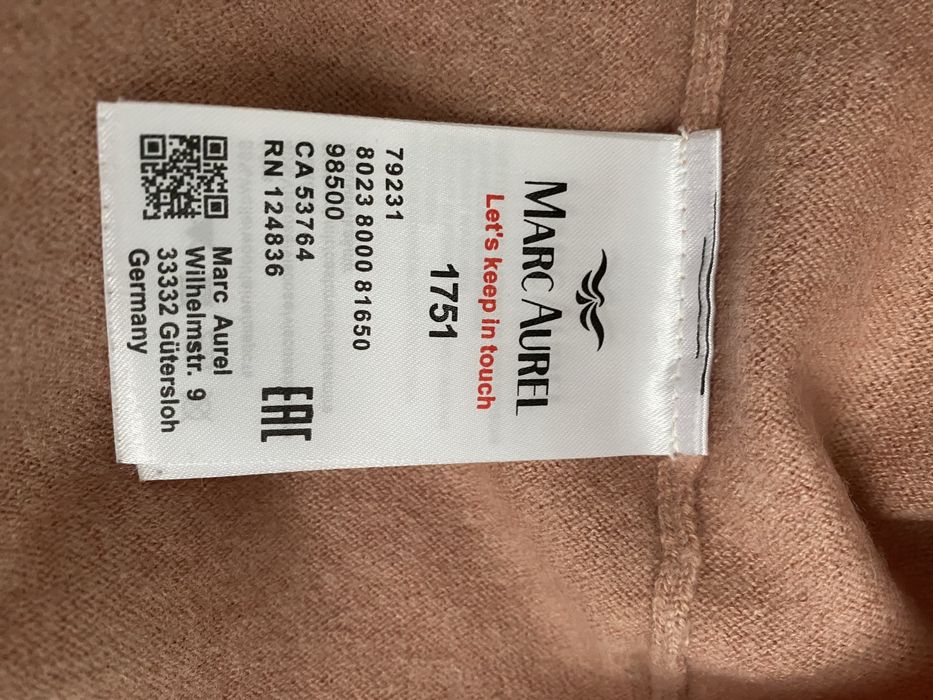 MARC AUREL
Let's keep in touch
1751
79231
8023 8000 81650
98500
CA 53764
RN 124836
EAC
Marc Aurel
Wilhelmstr. 9
33332 Gütersloh
Germany